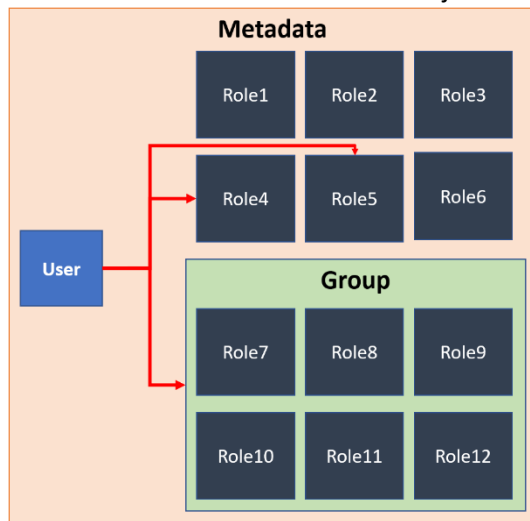 Metadata
Role1 Role2 Role3
Role4 Role5 Role6
User
Group
Role7 Role8 Role9
Role10 Role11 Role12